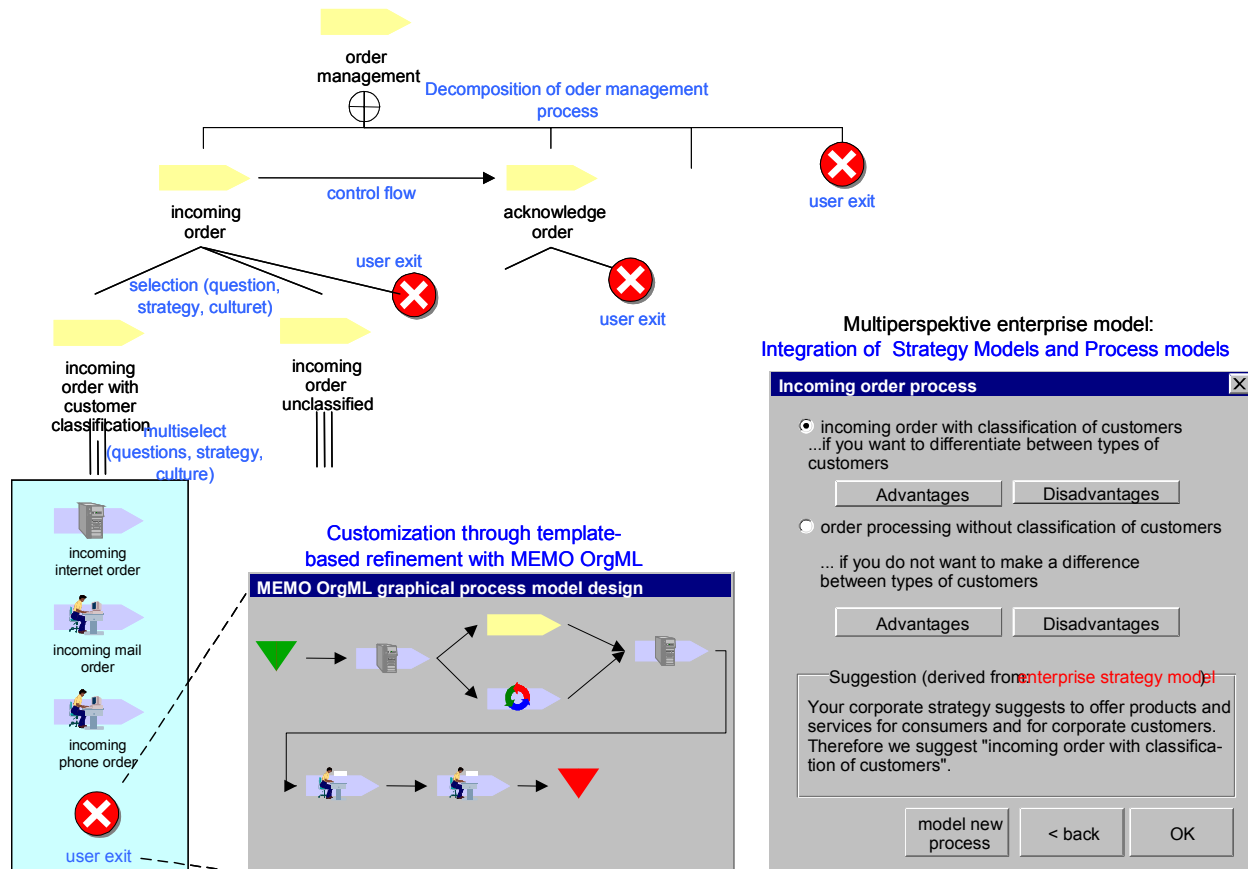 order
management
Decomposition of oder management
process
user exit
control flow
incoming
order
acknowledge
order
user exit
selection (question,
strategy, culturet)
user exit
incoming
order with
customer
classification
incoming
order
unclassified
multiselect
(questions, strategy,
culture)
incoming
internet order
incoming mail
order
incoming
phone order
user exit
Customization through template-
based refinement with MEMO OrgML
MEMO OrgML graphical process model design
Multiperspektive enterprise model:
Integration of Strategy Models and Process models
Incoming order process
incoming order with classification of customers
...if you want to differentiate between types of
customers
Advantages
Disadvantages
order processing without classification of customers
... if you do not want to make a difference
between types of customers
Advantages
Disadvantages
Suggestion (derived from: enterprise strategy model)
Your corporate strategy suggests to offer products and
services for consumers and for corporate customers.
Therefore we suggest "incoming order with classifica-
tion of customers".
model new
process
< back
OK